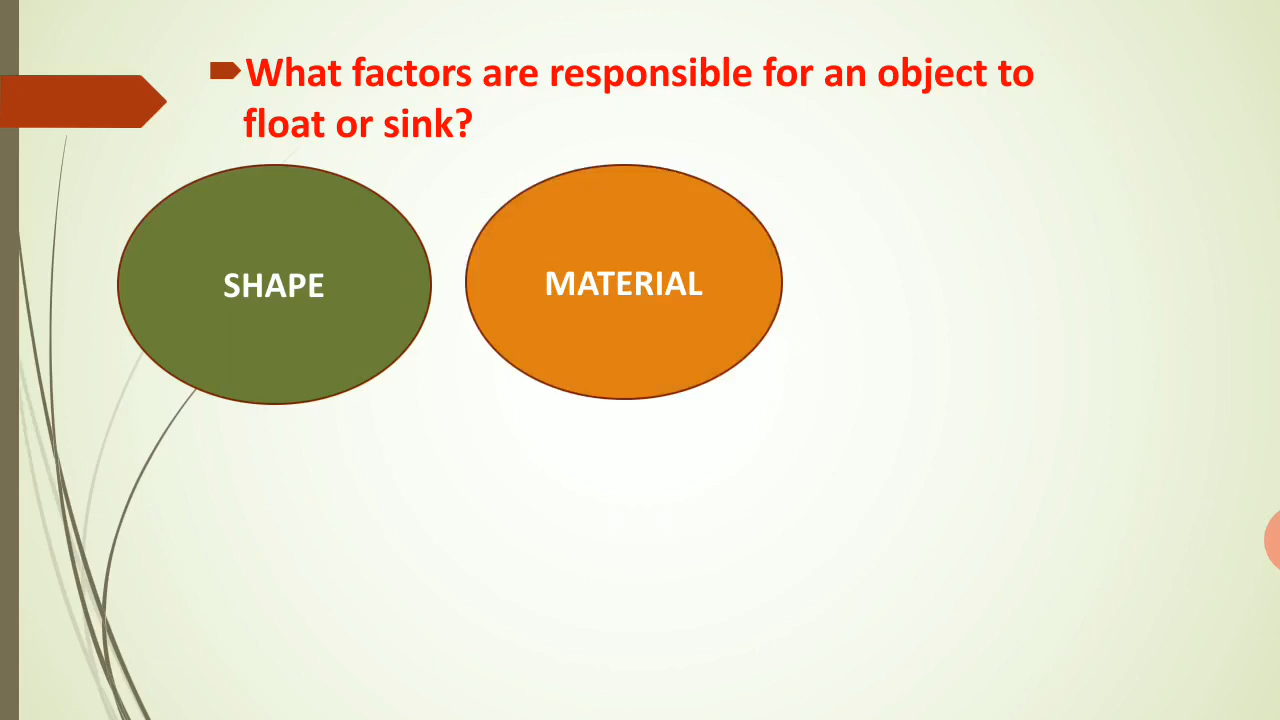 What factors are responsible for an object to
float or sink?
SHAPE
MATERIAL